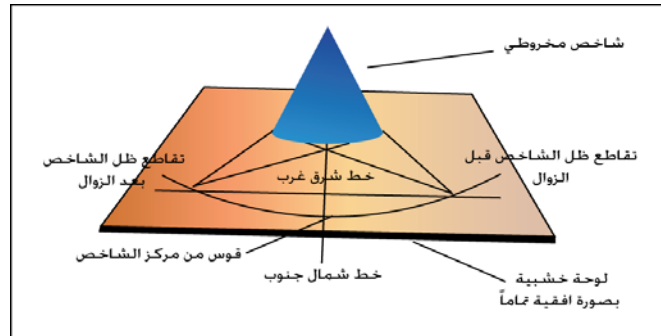 شاخص مخروطي
تقاطع ظل الشاخص قبل
الزوال
تقاطع ظل الشاخص
بعد الزوال
خط شرق غرب
قوس من مركز الشاخص
خط شمال جنوب
لوحة خشبية
بصورة افقية تماماً